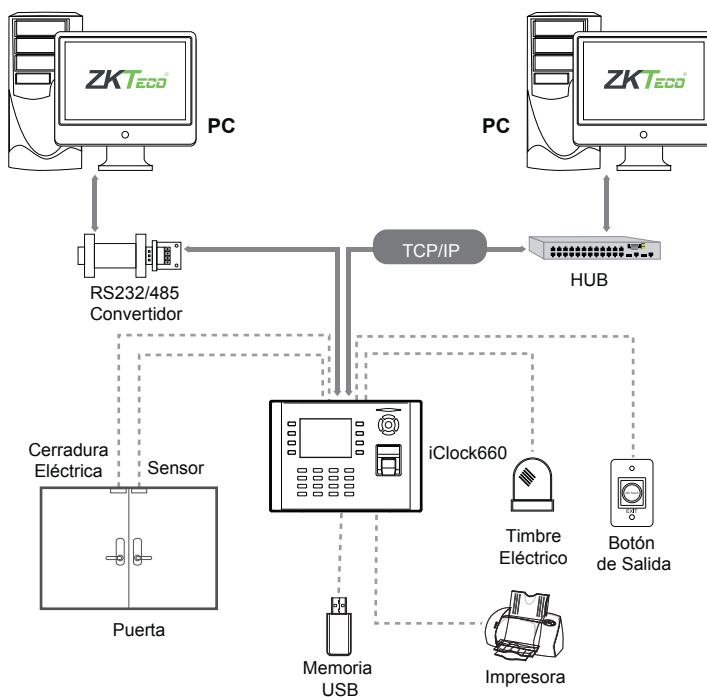 ZKTeco
PC
PC
ZKTeco
TCP/IP
RS232/485
Convertidor
HUB
Cerradura
Eléctrica
Sensor
iClock660
EXIT
Timbre
Eléctrico
Botón
de Salida
Puerta
Memoria
USB
Impresora